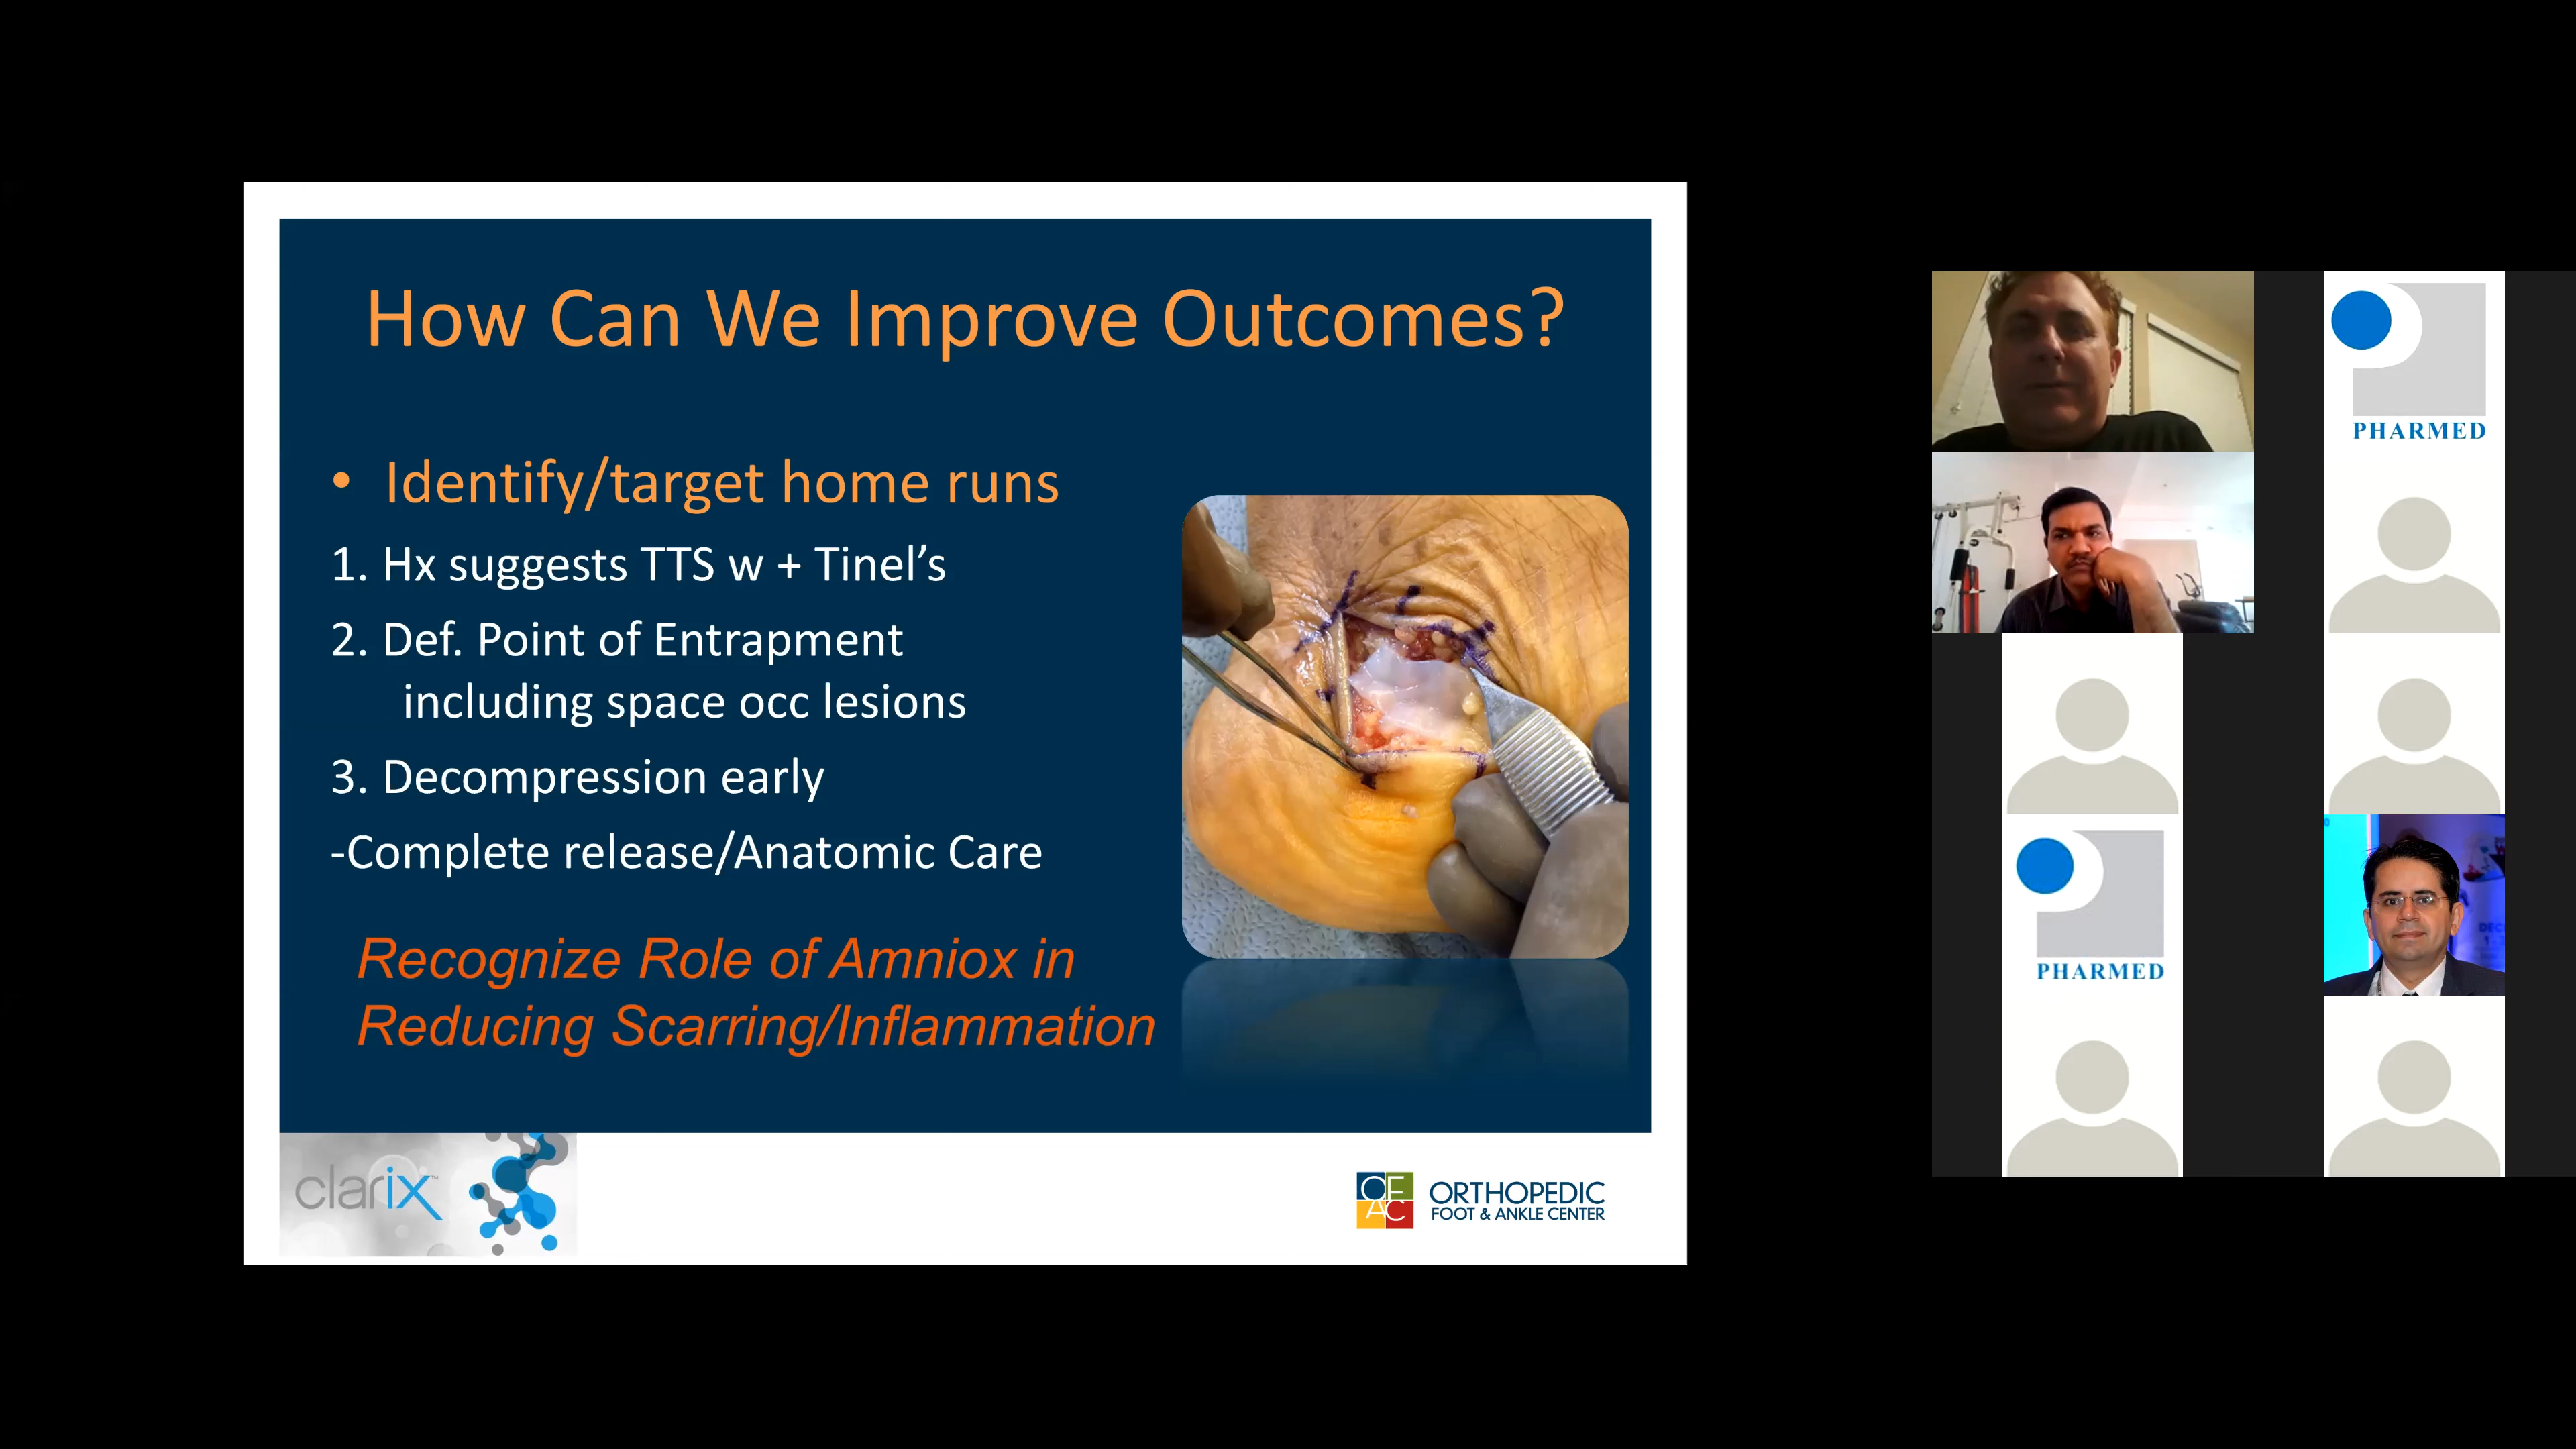 How Can We Improve Outcomes?
• Identify/target home runs
1. Hx suggests TTS w + Tinel’s
2. Def. Point of Entrapment
including space occ lesions
3. Decompression early
-Complete release/Anatomic Care
Recognize Role of Amniox in
Reducing Scarring/Inflammation
clarix™
OFAC
ORTHOPEDIC
FOOT & ANKLE CENTER
PHARMED
PHARMED